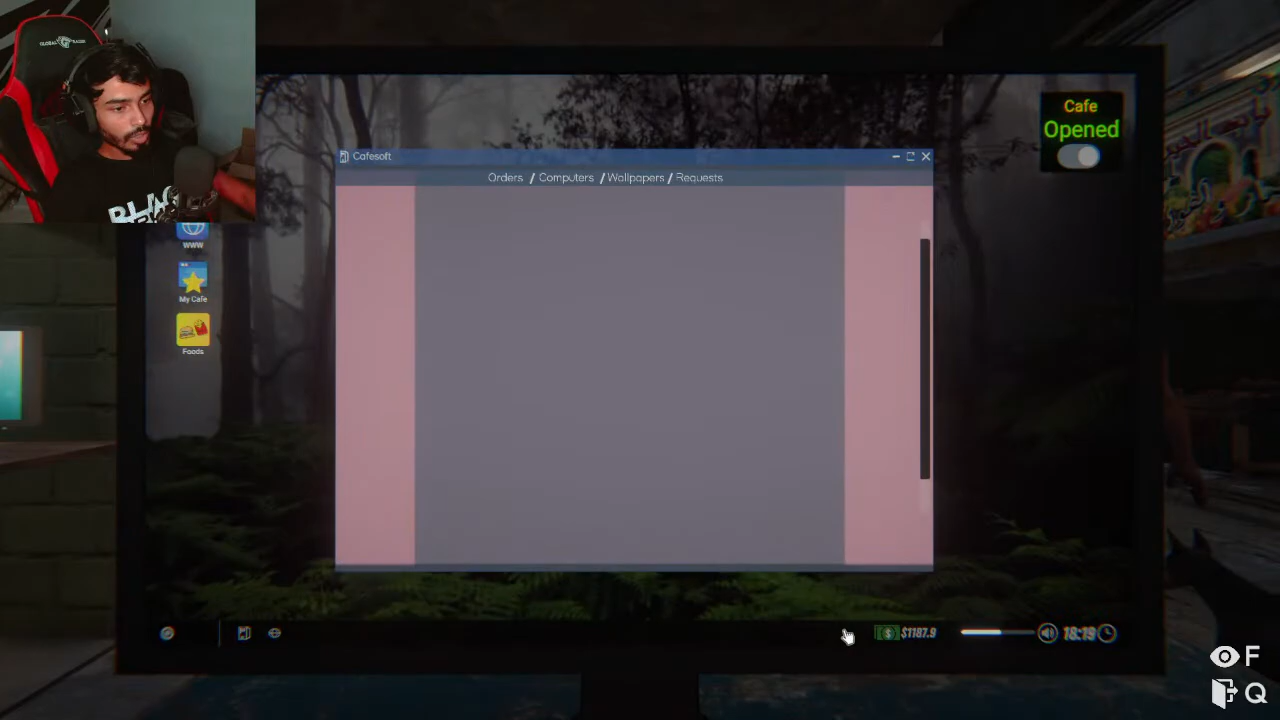 Cafe
Opened
Cafesoft
Orders / Computers / Wallpapers / Requests
WWW
My Cafe
Foods
$1187.9
18:19
F
Q